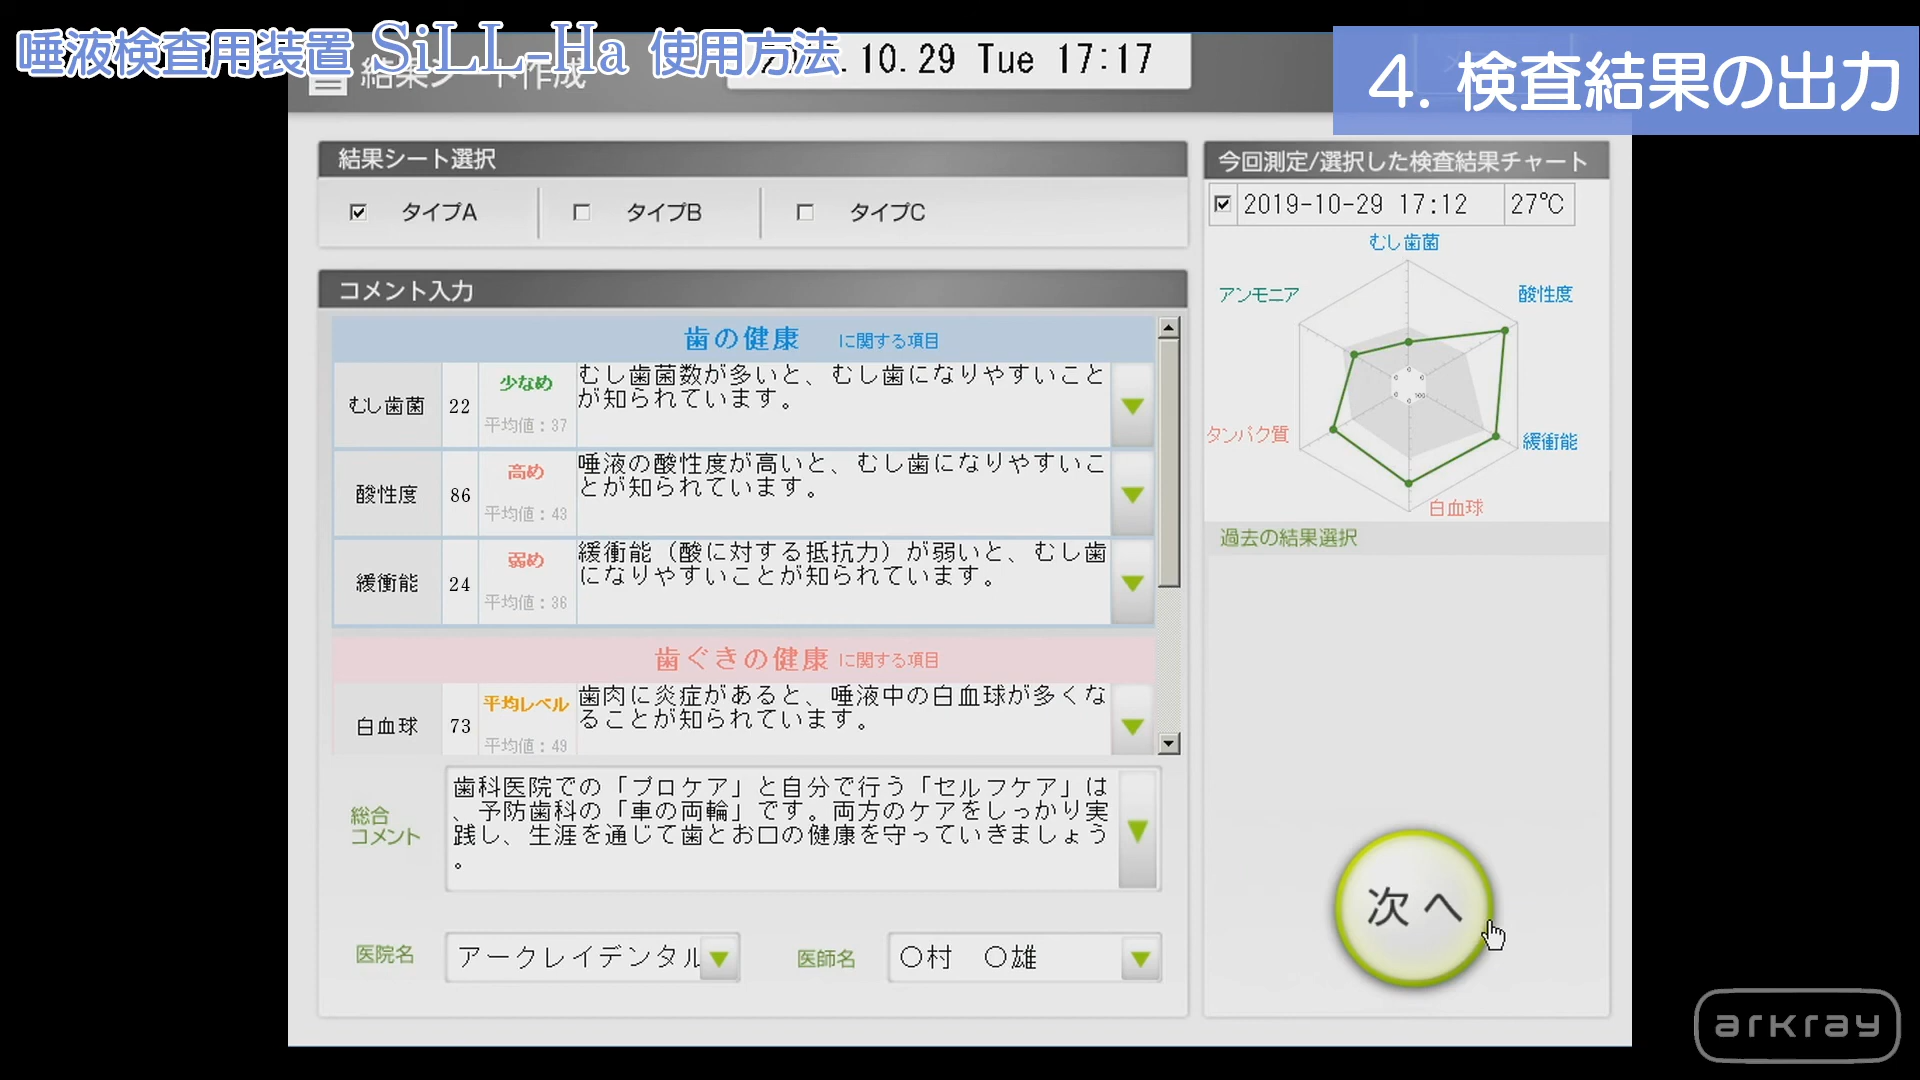 唾液検査用装置 SiLL-Ha 使用方法
4. 検査結果の出力
結果シート作成
.10.29 Tue 17:17
結果シート選択
タイプA
タイプB
タイプC
コメント入力
歯の健康 に関する項目
むし歯菌
22
少なめ
平均値：37
むし歯菌数が多いと、むし歯になりやすいこと
が知られています。
酸性度
86
高め
平均値：43
唾液の酸性度が高いと、むし歯になりやすいこ
とが知られています。
緩衝能
24
弱め
平均値：36
緩衝能（酸に対する抵抗力）が弱いと、むし歯
になりやすいことが知られています。
歯ぐきの健康 に関する項目
白血球
73
平均レベル
平均値：49
歯肉に炎症があると、唾液中の白血球が多くな
ることが知られています。
総合
コメント
歯科医院での「プロケア」と自分で行う「セルフケア」は
、予防歯科の「車の両輪」です。両方のケアをしっかり実
践し、生涯を通じて歯とお口の健康を守っていきましょう
。
医院名
アークレイデンタル
医師名
〇村 〇雄
今回測定/選択した検査結果チャート
2019-10-29 17:12
27℃
むし歯菌
酸性度
緩衝能
白血球
タンパク質
アンモニア
過去の結果選択
次へ
arkray